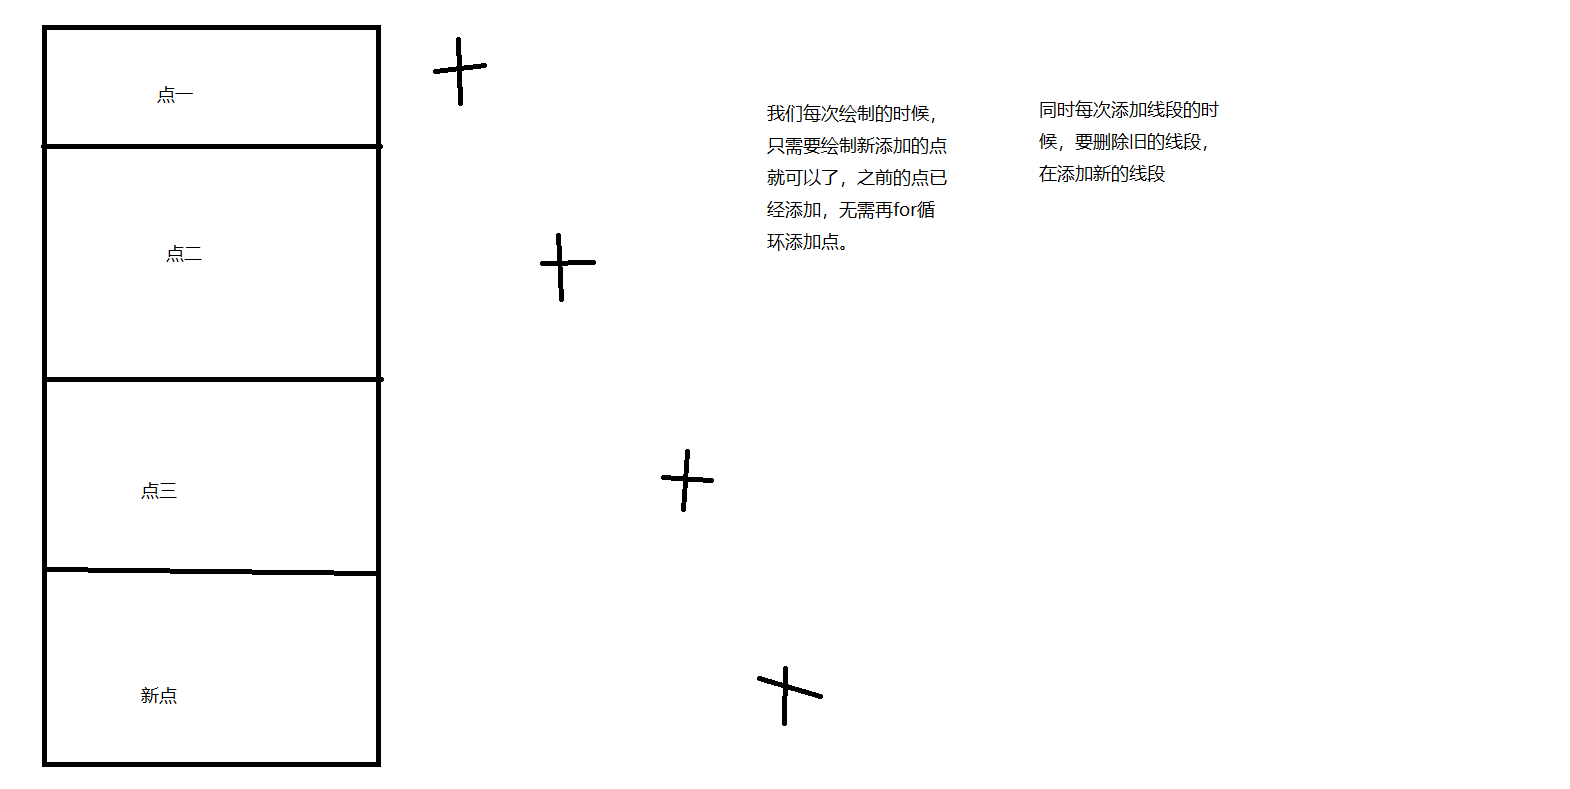 点一
点二
点三
新点
我们每次绘制的时候，
只需要绘制新添加的点
就可以了，之前的点已
经添加，无需再for循
环添加点。
同时每次添加线段的时
候，要删除旧的线段，
在添加新的线段